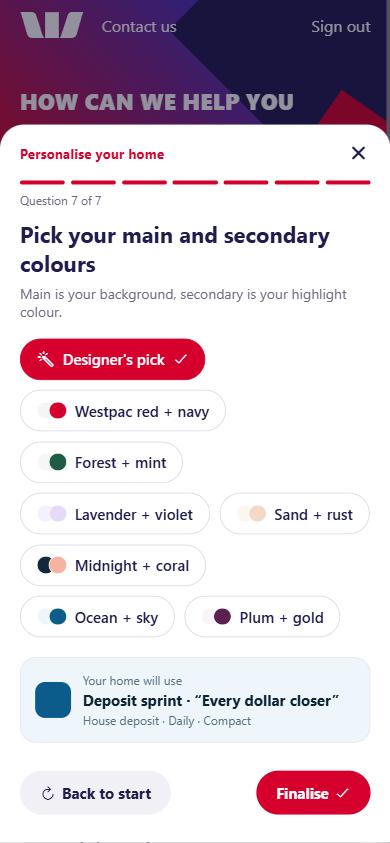 Contact us
Sign out
HOW CAN WE HELP YOU
Personalise your home
Question 7 of 7
Pick your main and secondary
colours
Main is your background, secondary is your highlight
colour.
Designer's pick
Westpac red + navy
Forest + mint
Lavender + violet
Sand + rust
Midnight + coral
Ocean + sky
Plum + gold
Your home will use
Deposit sprint · “Every dollar closer”
House deposit · Daily · Compact
Back to start
Finalise